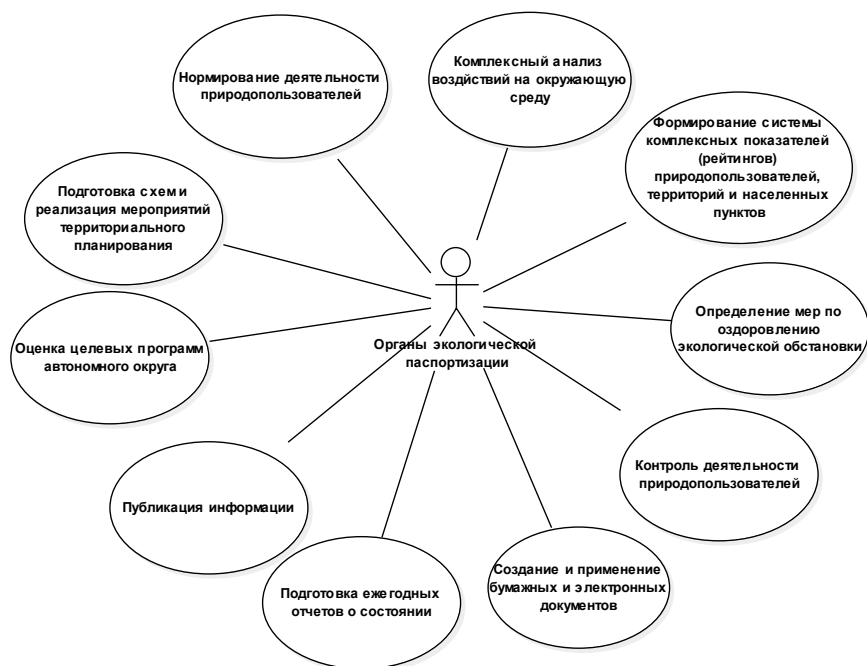 Нормирование деятельности
природопользователей
Комплексный анализ
воздйствий на окружающую
среду
Формирование системы
комплексных показателей
(рейтингов)
природопользователей,
территорий и населенных
пунктов
Подготовка схем и
реализация мероприятий
территориального
планирования
Определение мер по
оздоровлению
экологической обстановки
Оценка целевых программ
автономного округа
Органы экологической
паспортизации
Контроль деятельности
природопользователей
Публикация информации
Создание и применение
бумажных и электронных
документов
Подготовка ежегодных
отчетов о состоянии